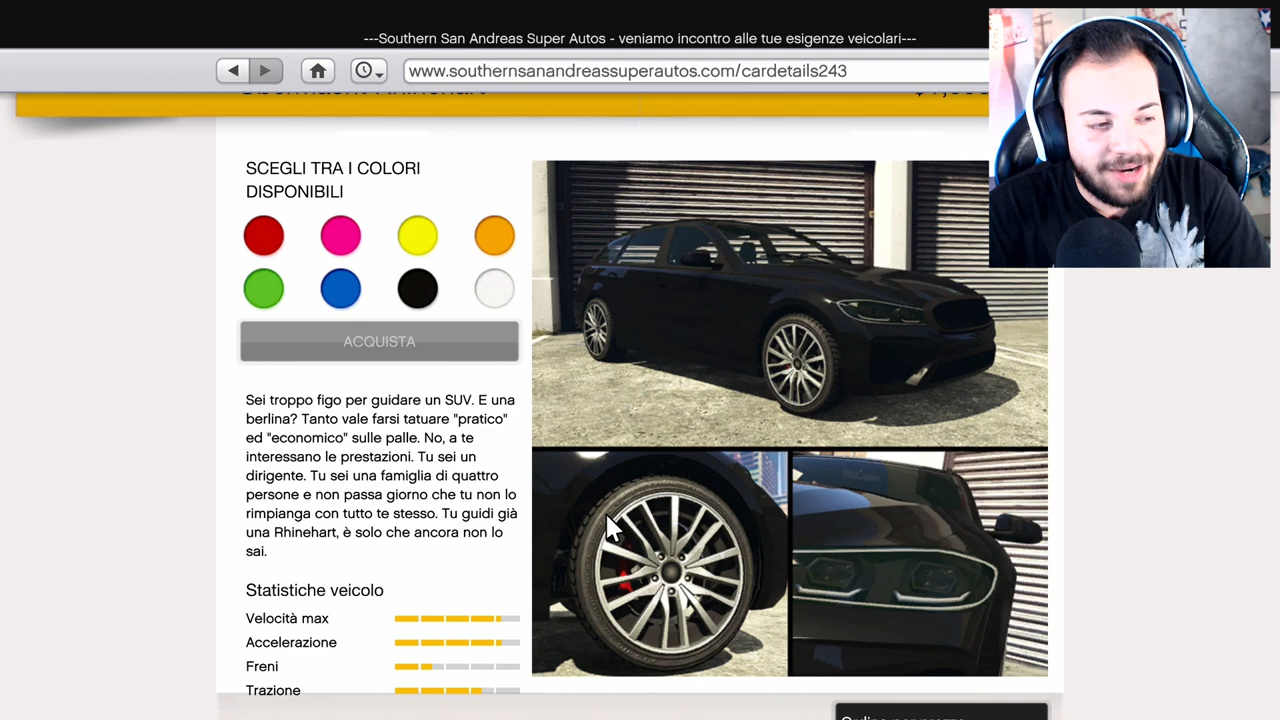 ---Southern San Andreas Super Autos - veniamo incontro alle tue esigenze veicolari---
www.southernsanandreassuperautos.com/cardetails243
SCEGLI TRA I COLORI
DISPONIBILI
ACQUISTA
Sei troppo figo per guidare un SUV. E una
berlina? Tanto vale farsi tatuare "pratico"
ed "economico" sulle palle. No, a te
interessano le prestazioni. Tu sei un
dirigente. Tu sei una famiglia di quattro
persone e non passa giorno che tu non lo
rimpianga con tutto te stesso. Tu guidi già
una Rhinehart, è solo che ancora non lo
sai.
Statistiche veicolo
Velocità max
Accelerazione
Freni
Trazione